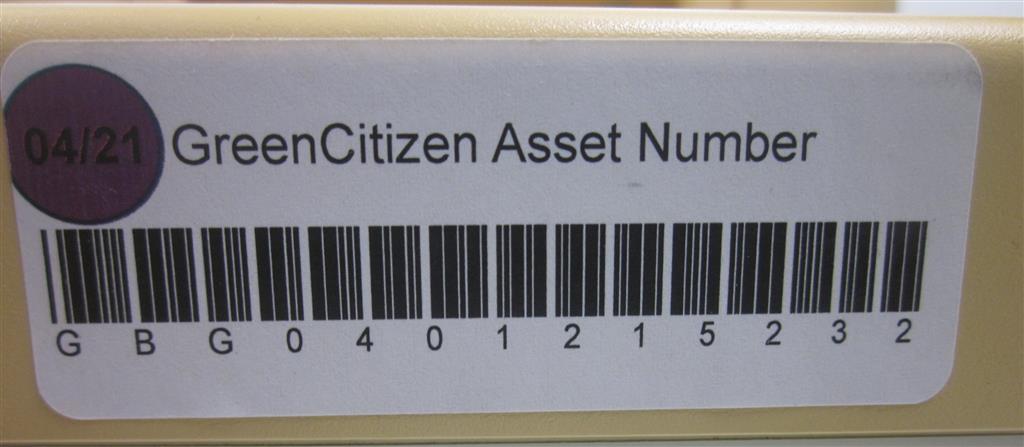 04/21 GreenCitizen Asset Number
G B G 0 4 0 1 2 1 5 2 3 2